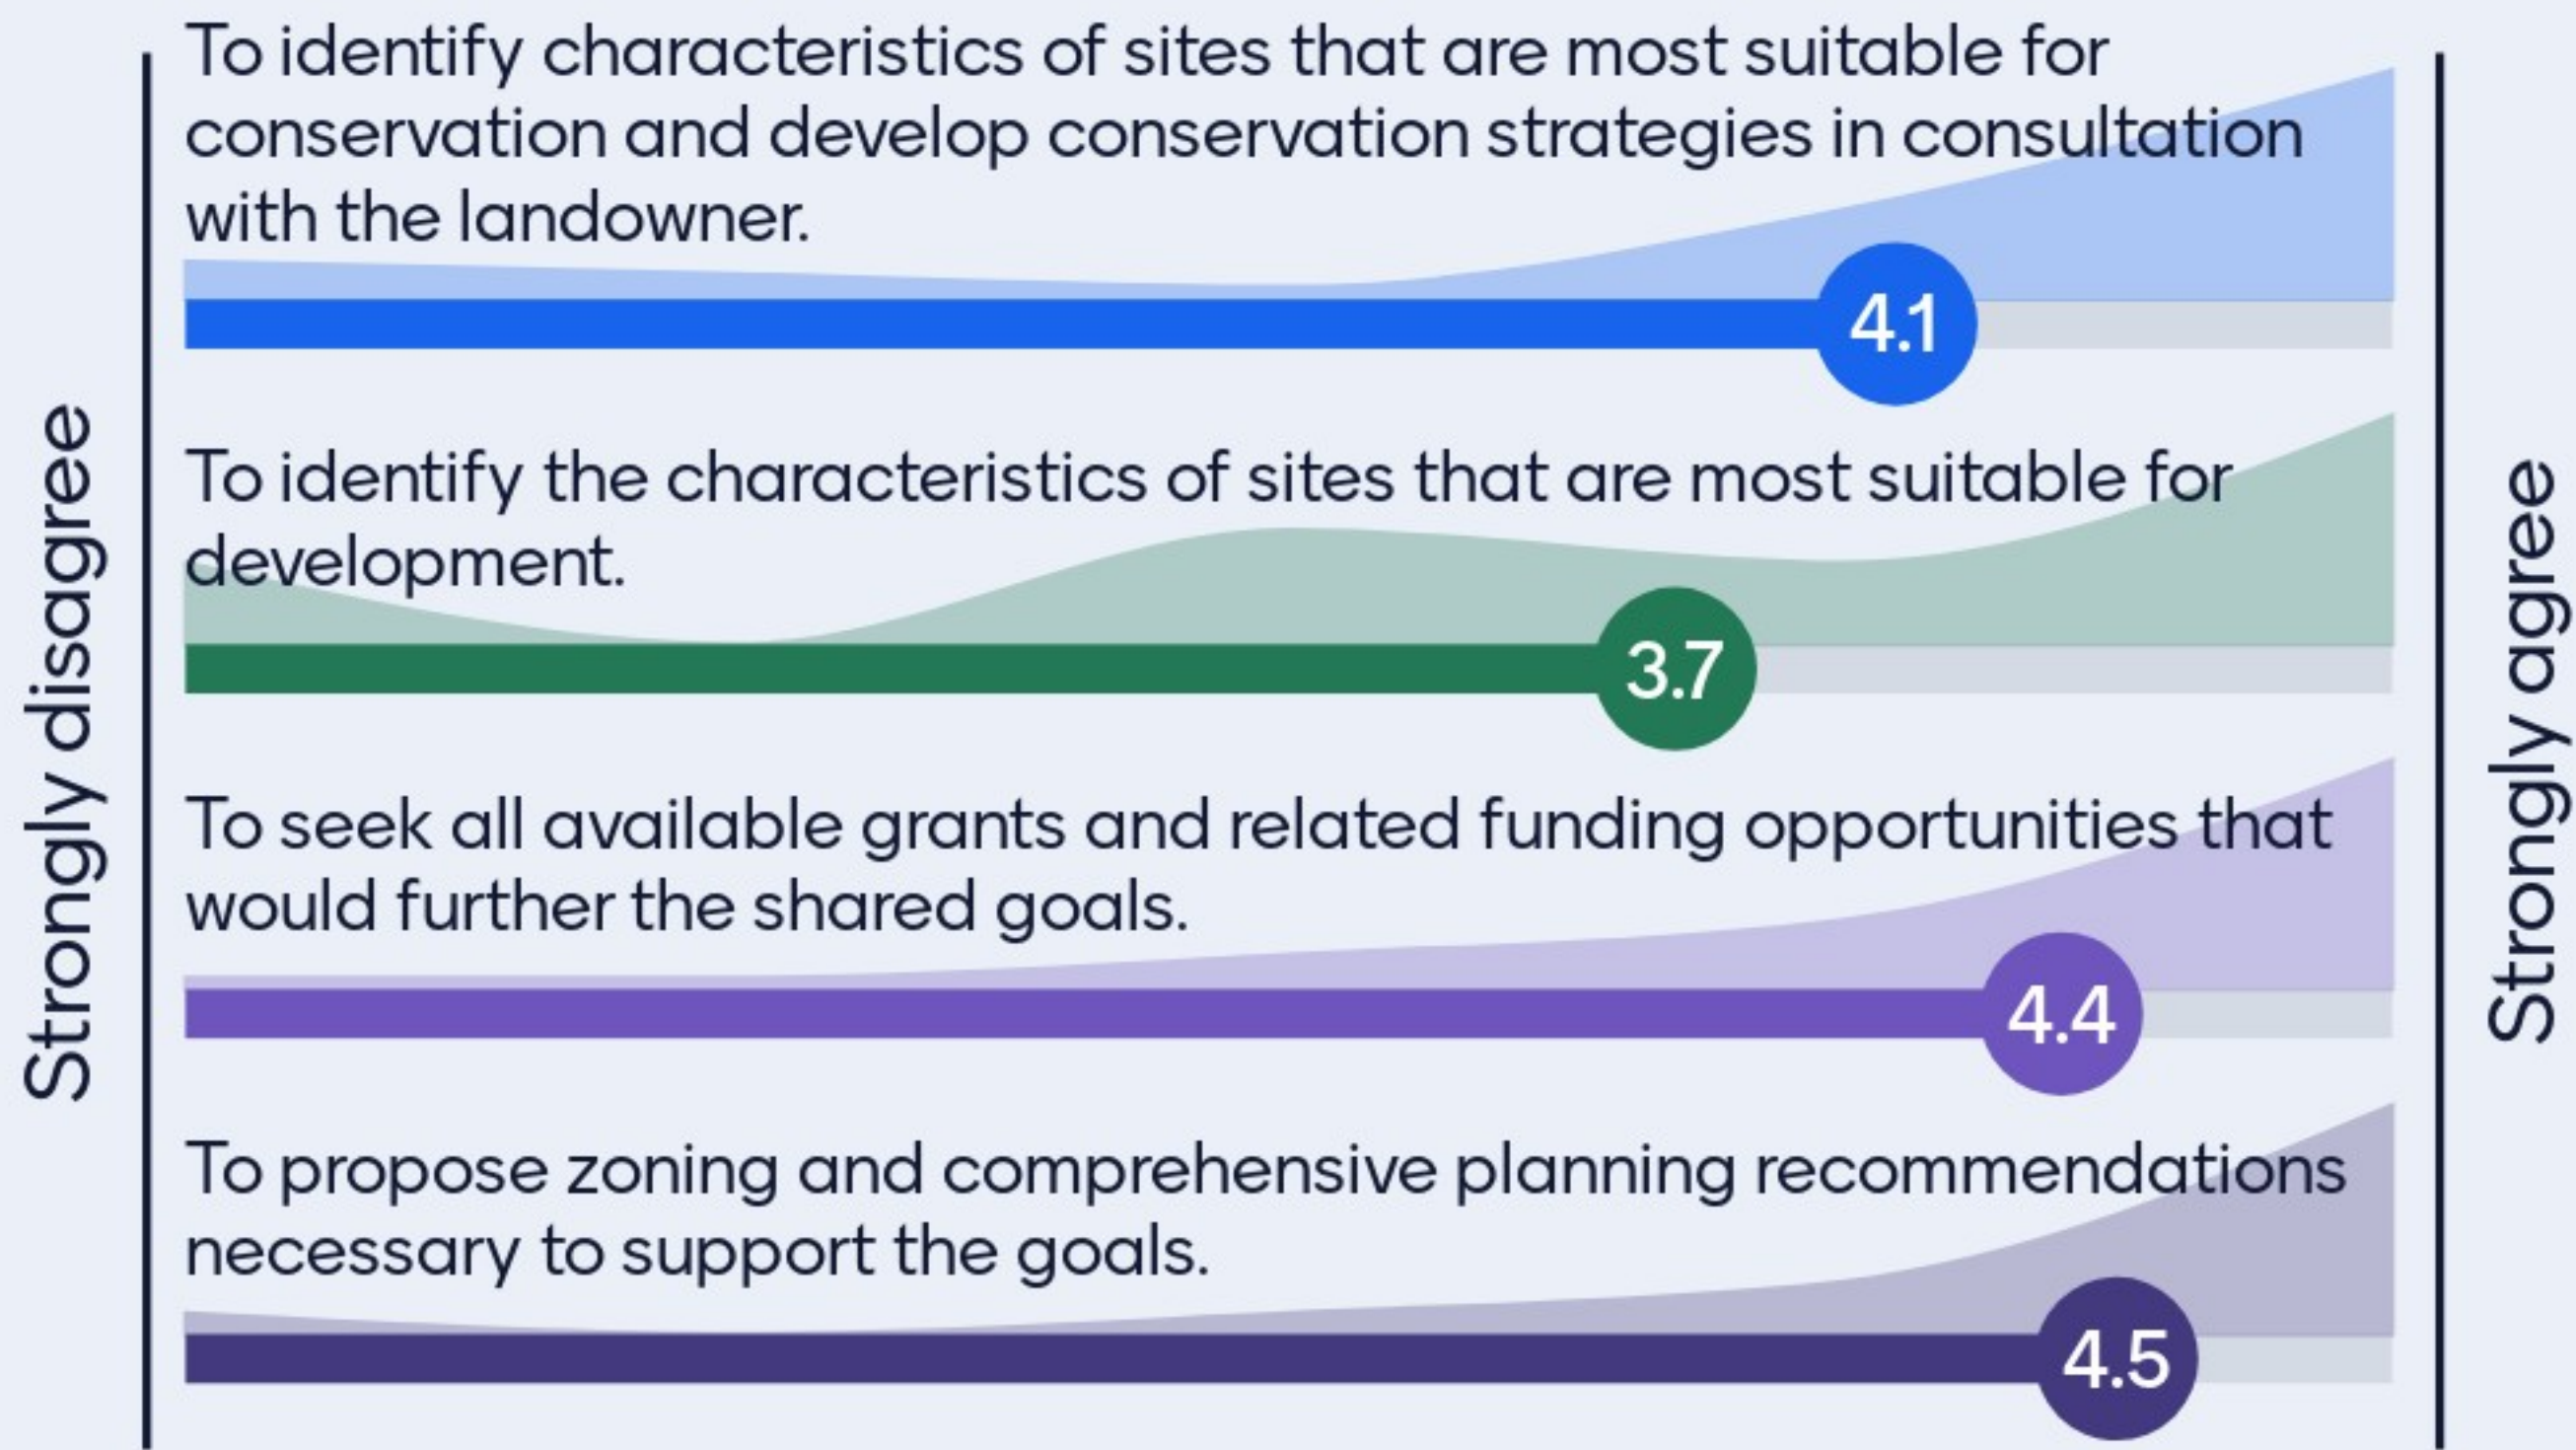 To identify characteristics of sites that are most suitable for
conservation and develop conservation strategies in consultation
with the landowner.
4.1
To identify the characteristics of sites that are most suitable for
development.
3.7
To seek all available grants and related funding opportunities that
would further the shared goals.
4.4
To propose zoning and comprehensive planning recommendations
necessary to support the goals.
4.5
Strongly disagree
Strongly agree